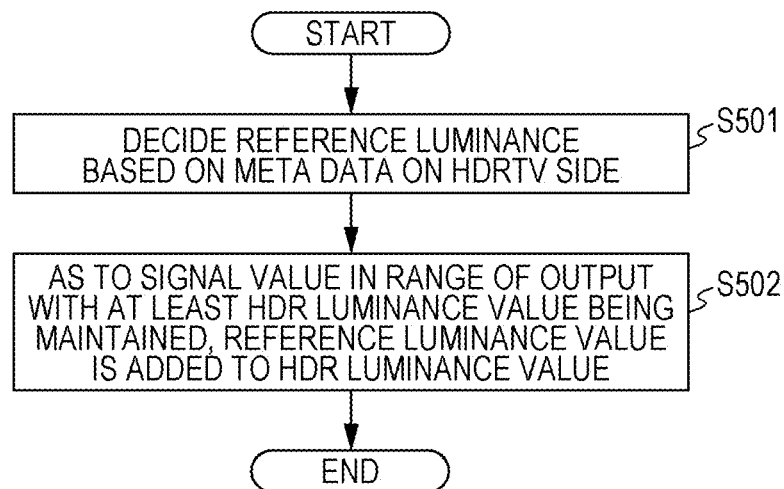 START
DECIDE REFERENCE LUMINANCE
BASED ON META DATA ON HDRTV SIDE
S501
AS TO SIGNAL VALUE IN RANGE OF OUTPUT
WITH AT LEAST HDR LUMINANCE VALUE BEING
MAINTAINED, REFERENCE LUMINANCE VALUE
IS ADDED TO HDR LUMINANCE VALUE
S502
END